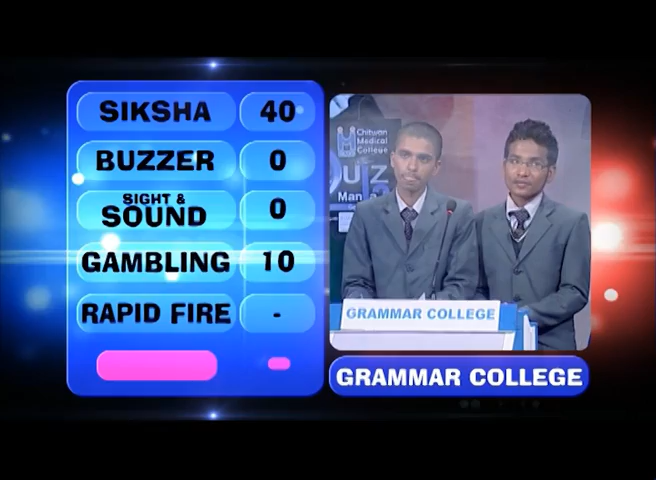 SIKSHA 40
BUZZER 0
SIGHT &
SOUND 0
GAMBLING 10
RAPID FIRE -
Chitwan
Medical
College
GRAMMAR COLLEGE
GRAMMAR COLLEGE